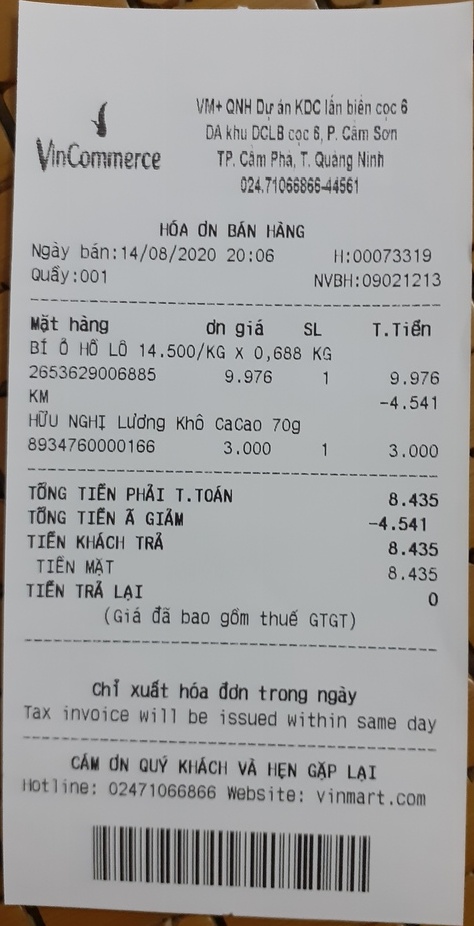 VinCommerce
VM+ QNH Dự án KDC lấn biên cọc 6
DA khu DCLB cọc 6, P. Cẩm Sơn
TP. Cẩm Phả, T. Quảng Ninh
024.71066866-44561
HÓA ƠN BÁN HÀNG
Ngày bán:14/08/2020 20:06 H:00073319
Quầy:001 NVBH:09021213
Mặt hàng ơn giá SL T.Tiền
BÍ Ô HỒ LÔ 14.500/KG X 0,688 KG
2653629006885 9.976 1 9.976
KM -4.541
HỮU NGHỊ Lương Khô CaCao 70g
8934760000166 3.000 1 3.000
TỔNG TIỀN PHẢI T.TOÁN 8.435
TỔNG TIỀN Ã GIẢM -4.541
TIỀN KHÁCH TRẢ 8.435
TIỀN MẶT 8.435
TIỀN TRẢ LẠI 0
(Giá đã bao gồm thuế GTGT)
Chỉ xuất hóa đơn trong ngày
Tax invoice will be issued within same day
CÁM ƠN QUÝ KHÁCH VÀ HẸN GẶP LẠI
Hotline: 02471066866 Website: vinmart.com